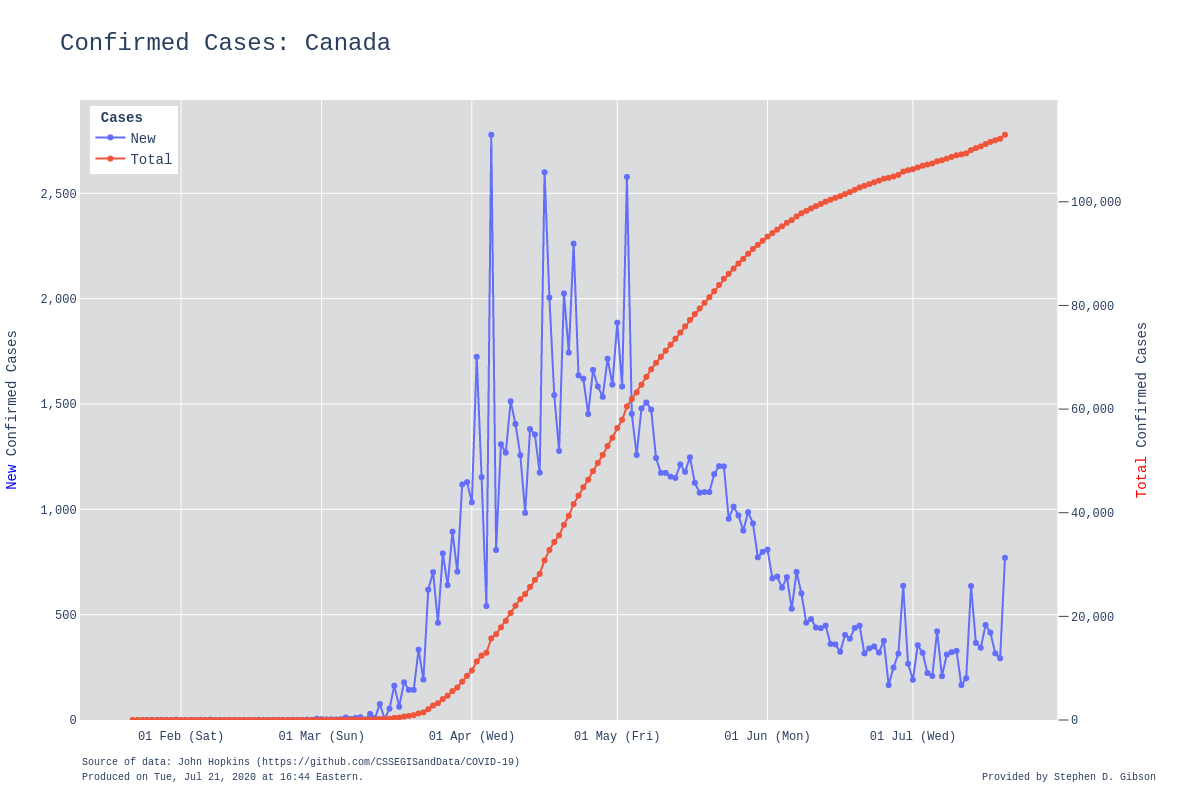 Confirmed Cases: Canada
Cases
New
Total
2,500
2,000
1,500
1,000
500
0
100,000
80,000
60,000
40,000
20,000
0
New Confirmed Cases
Total Confirmed Cases
01 Feb (Sat)
01 Mar (Sun)
01 Apr (Wed)
01 May (Fri)
01 Jun (Mon)
01 Jul (Wed)
Source of data: John Hopkins (https://github.com/CSSEGISandData/COVID-19)
Produced on Tue, Jul 21, 2020 at 16:44 Eastern.
Provided by Stephen D. Gibson